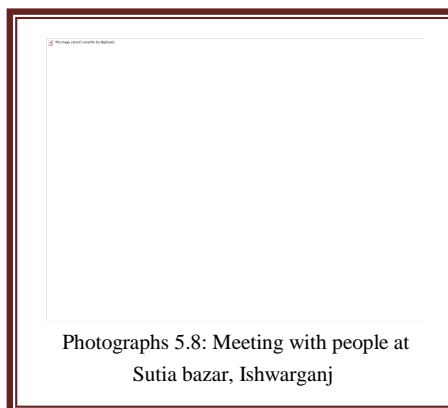 This image cannot currently be displayed.
Photographs 5.8: Meeting with people at
Sutia bazar, Ishwarganj